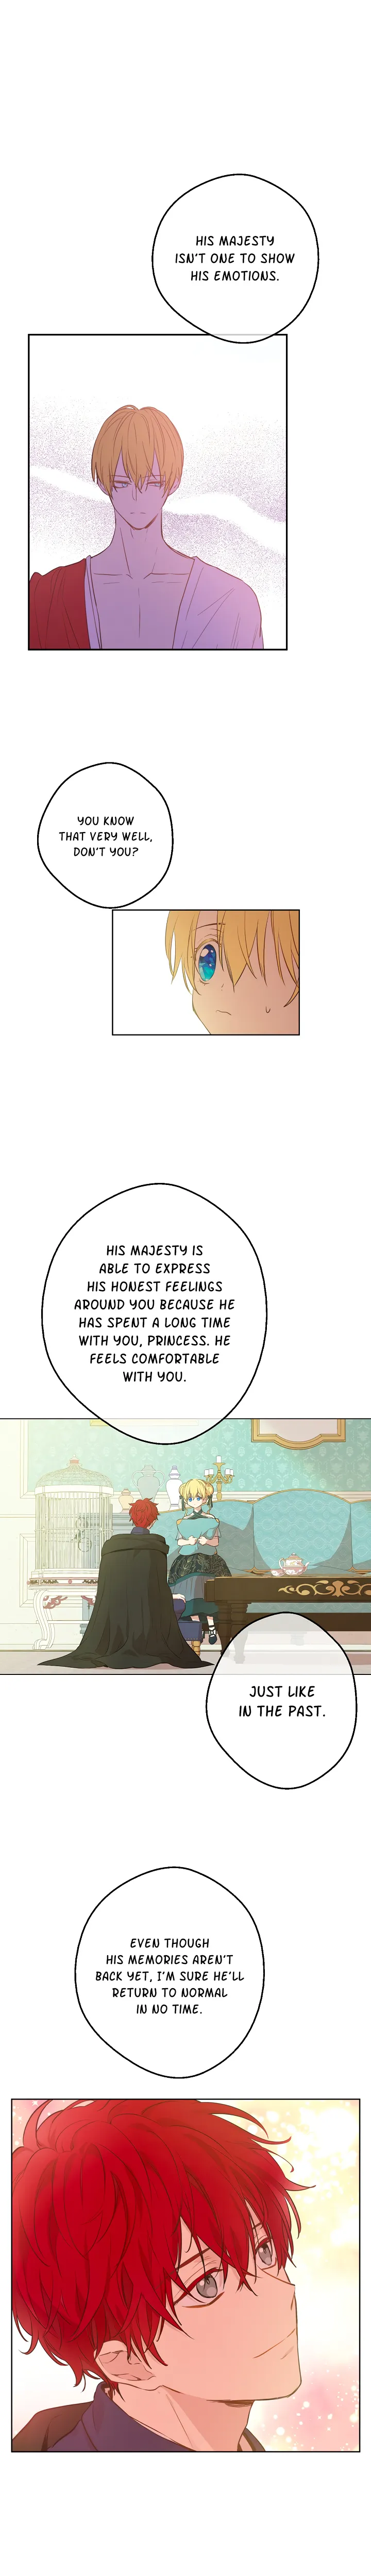 HIS MAJESTY
ISN'T ONE TO SHOW
HIS EMOTIONS.
YOU KNOW
THAT VERY WELL,
DON'T YOU?
HIS MAJESTY IS
ABLE TO EXPRESS
HIS HONEST FEELINGS
AROUND YOU BECAUSE HE
HAS SPENT A LONG TIME
WITH YOU, PRINCESS. HE
FEELS COMFORTABLE
WITH YOU.
JUST LIKE
IN THE PAST.
EVEN THOUGH
HIS MEMORIES AREN'T
BACK YET, I'M SURE HE'LL
RETURN TO NORMAL
IN NO TIME.